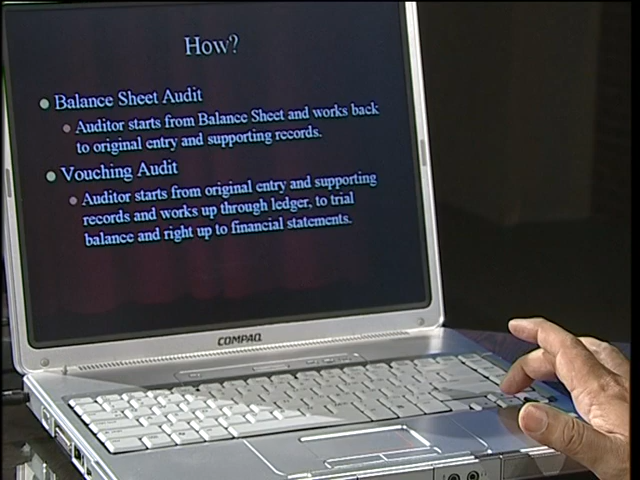 How?
Balance Sheet Audit
Auditor starts from Balance Sheet and works back
to original entry and supporting records.
Vouching Audit
Auditor starts from original entry and supporting
records and works up through ledger, to trial
balance and right up to financial statements.
COMPAQ